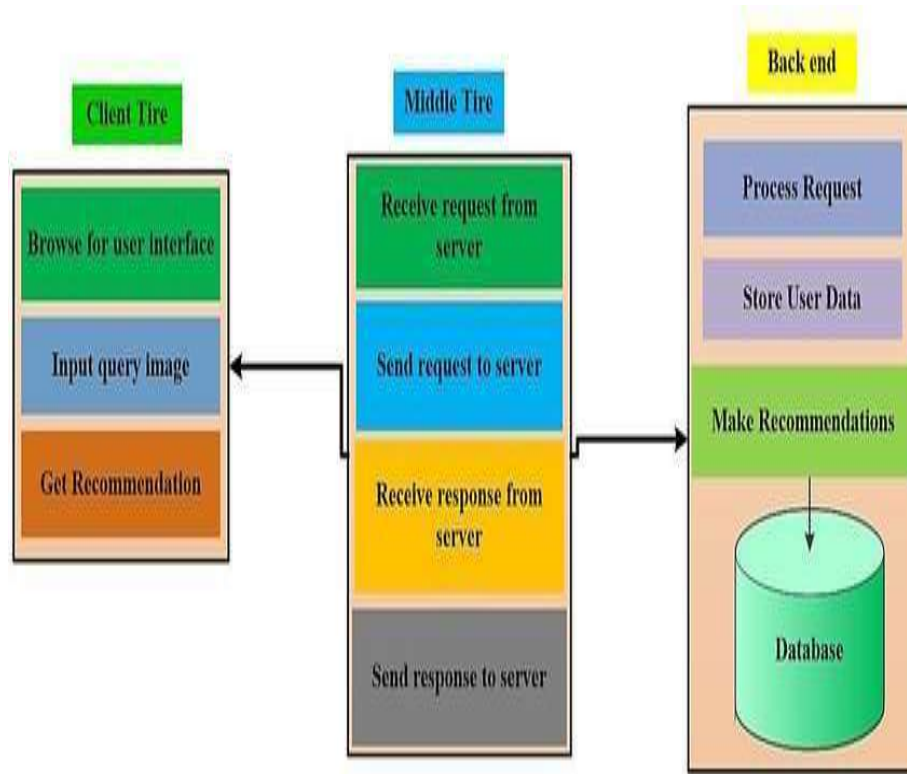 Client Tire
Browse for user interface
Input query image
Get Recommendation
Middle Tire
Receive request from
server
Send request to server
Receive response from
server
Send response to server
Back end
Process Request
Store User Data
Make Recommendations
Database